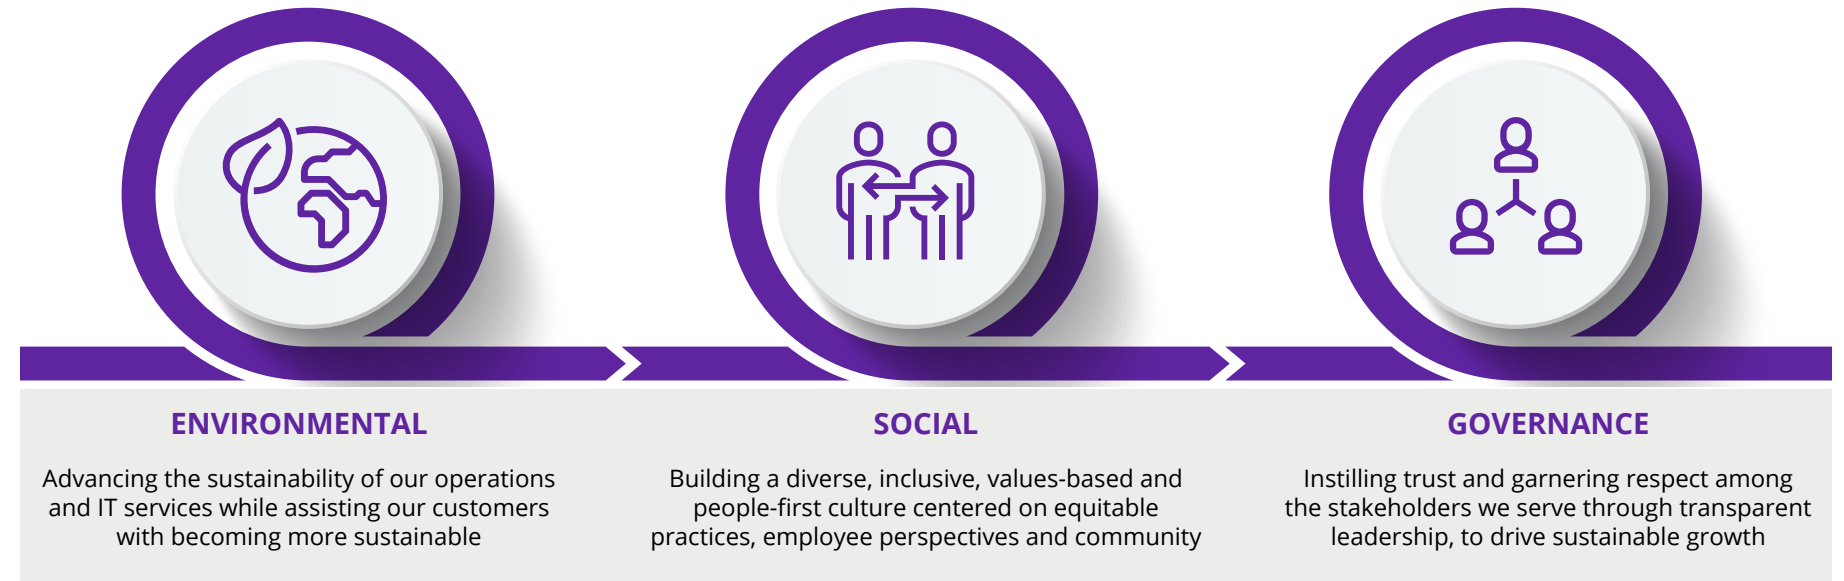 ENVIRONMENTAL
Advancing the sustainability of our operations
and IT services while assisting our customers
with becoming more sustainable
SOCIAL
Building a diverse, inclusive, values-based and
people-first culture centered on equitable
practices, employee perspectives and community
GOVERNANCE
Instilling trust and garnering respect among
the stakeholders we serve through transparent
leadership, to drive sustainable growth